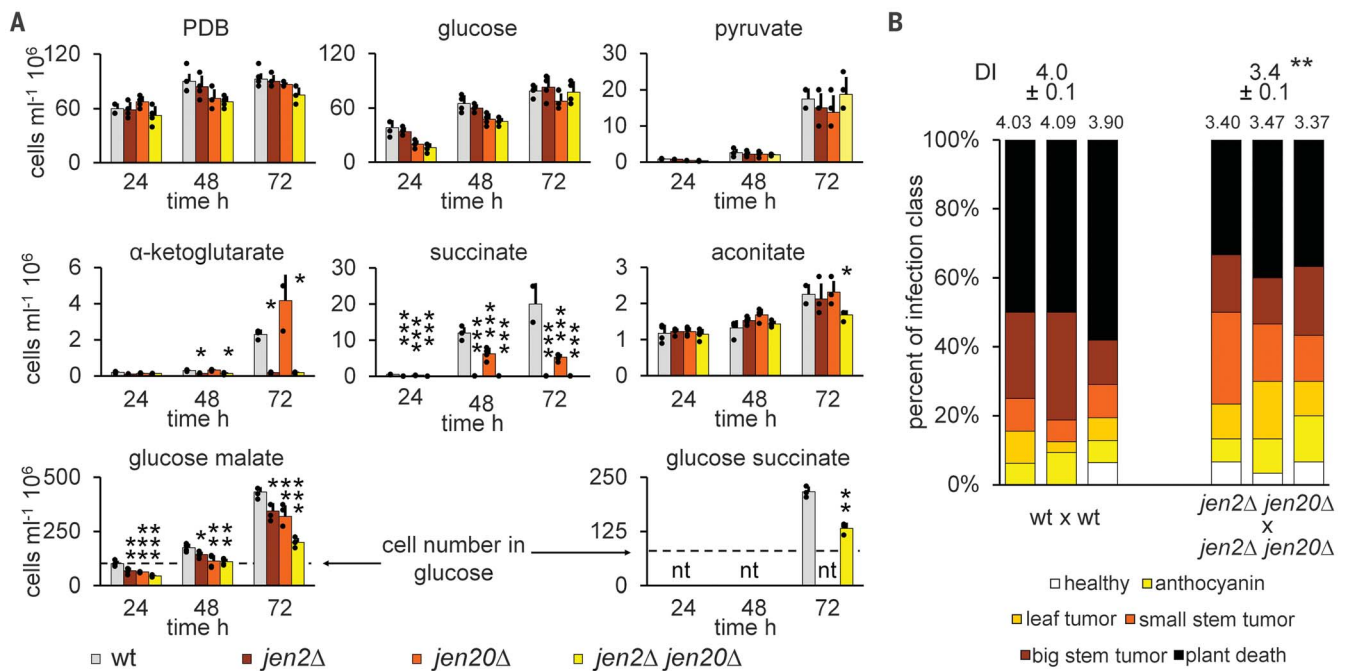 A
PDB
glucose
pyruvate
cells ml-1 106
120
60
0
24 48 72
time h
120
60
0
24 48 72
time h
30
20
10
0
24 48 72
time h
α-ketoglutarate
succinate
aconitate
cells ml-1 106
6
4
2
0
* * * *
24 48 72
time h
30
20
10
0
*** *** *** *** *** *** *** *** ***
24 48 72
time h
3
2
1
0
*
24 48 72
time h
glucose malate
glucose succinate
cells ml-1 106
500
250
0
24 48 72
time h
cell number in
glucose
250
125
0
**
nt nt nt
24 48 72
time h
wt jen2Δ jen20Δ jen2Δ jen20Δ
B
DI 4.0 3.4 **
± 0.1 ± 0.1
4.03 4.09 3.90 3.40 3.47 3.37
percent of infection class
100%
80%
60%
40%
20%
0%
wt x wt
jen2Δ jen20Δ
x
jen2Δ jen20Δ
healthy anthocyanin
leaf tumor small stem tumor
big stem tumor plant death